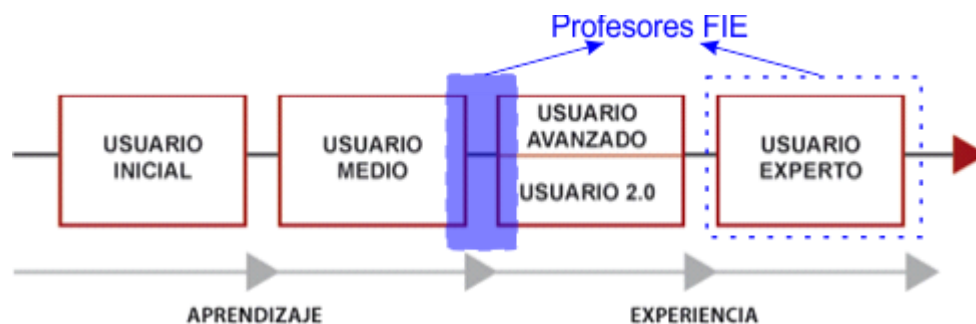 Profesores FIE
USUARIO
INICIAL
USUARIO
MEDIO
USUARIO
AVANZADO
USUARIO 2.0
USUARIO
EXPERTO
APRENDIZAJE
EXPERIENCIA